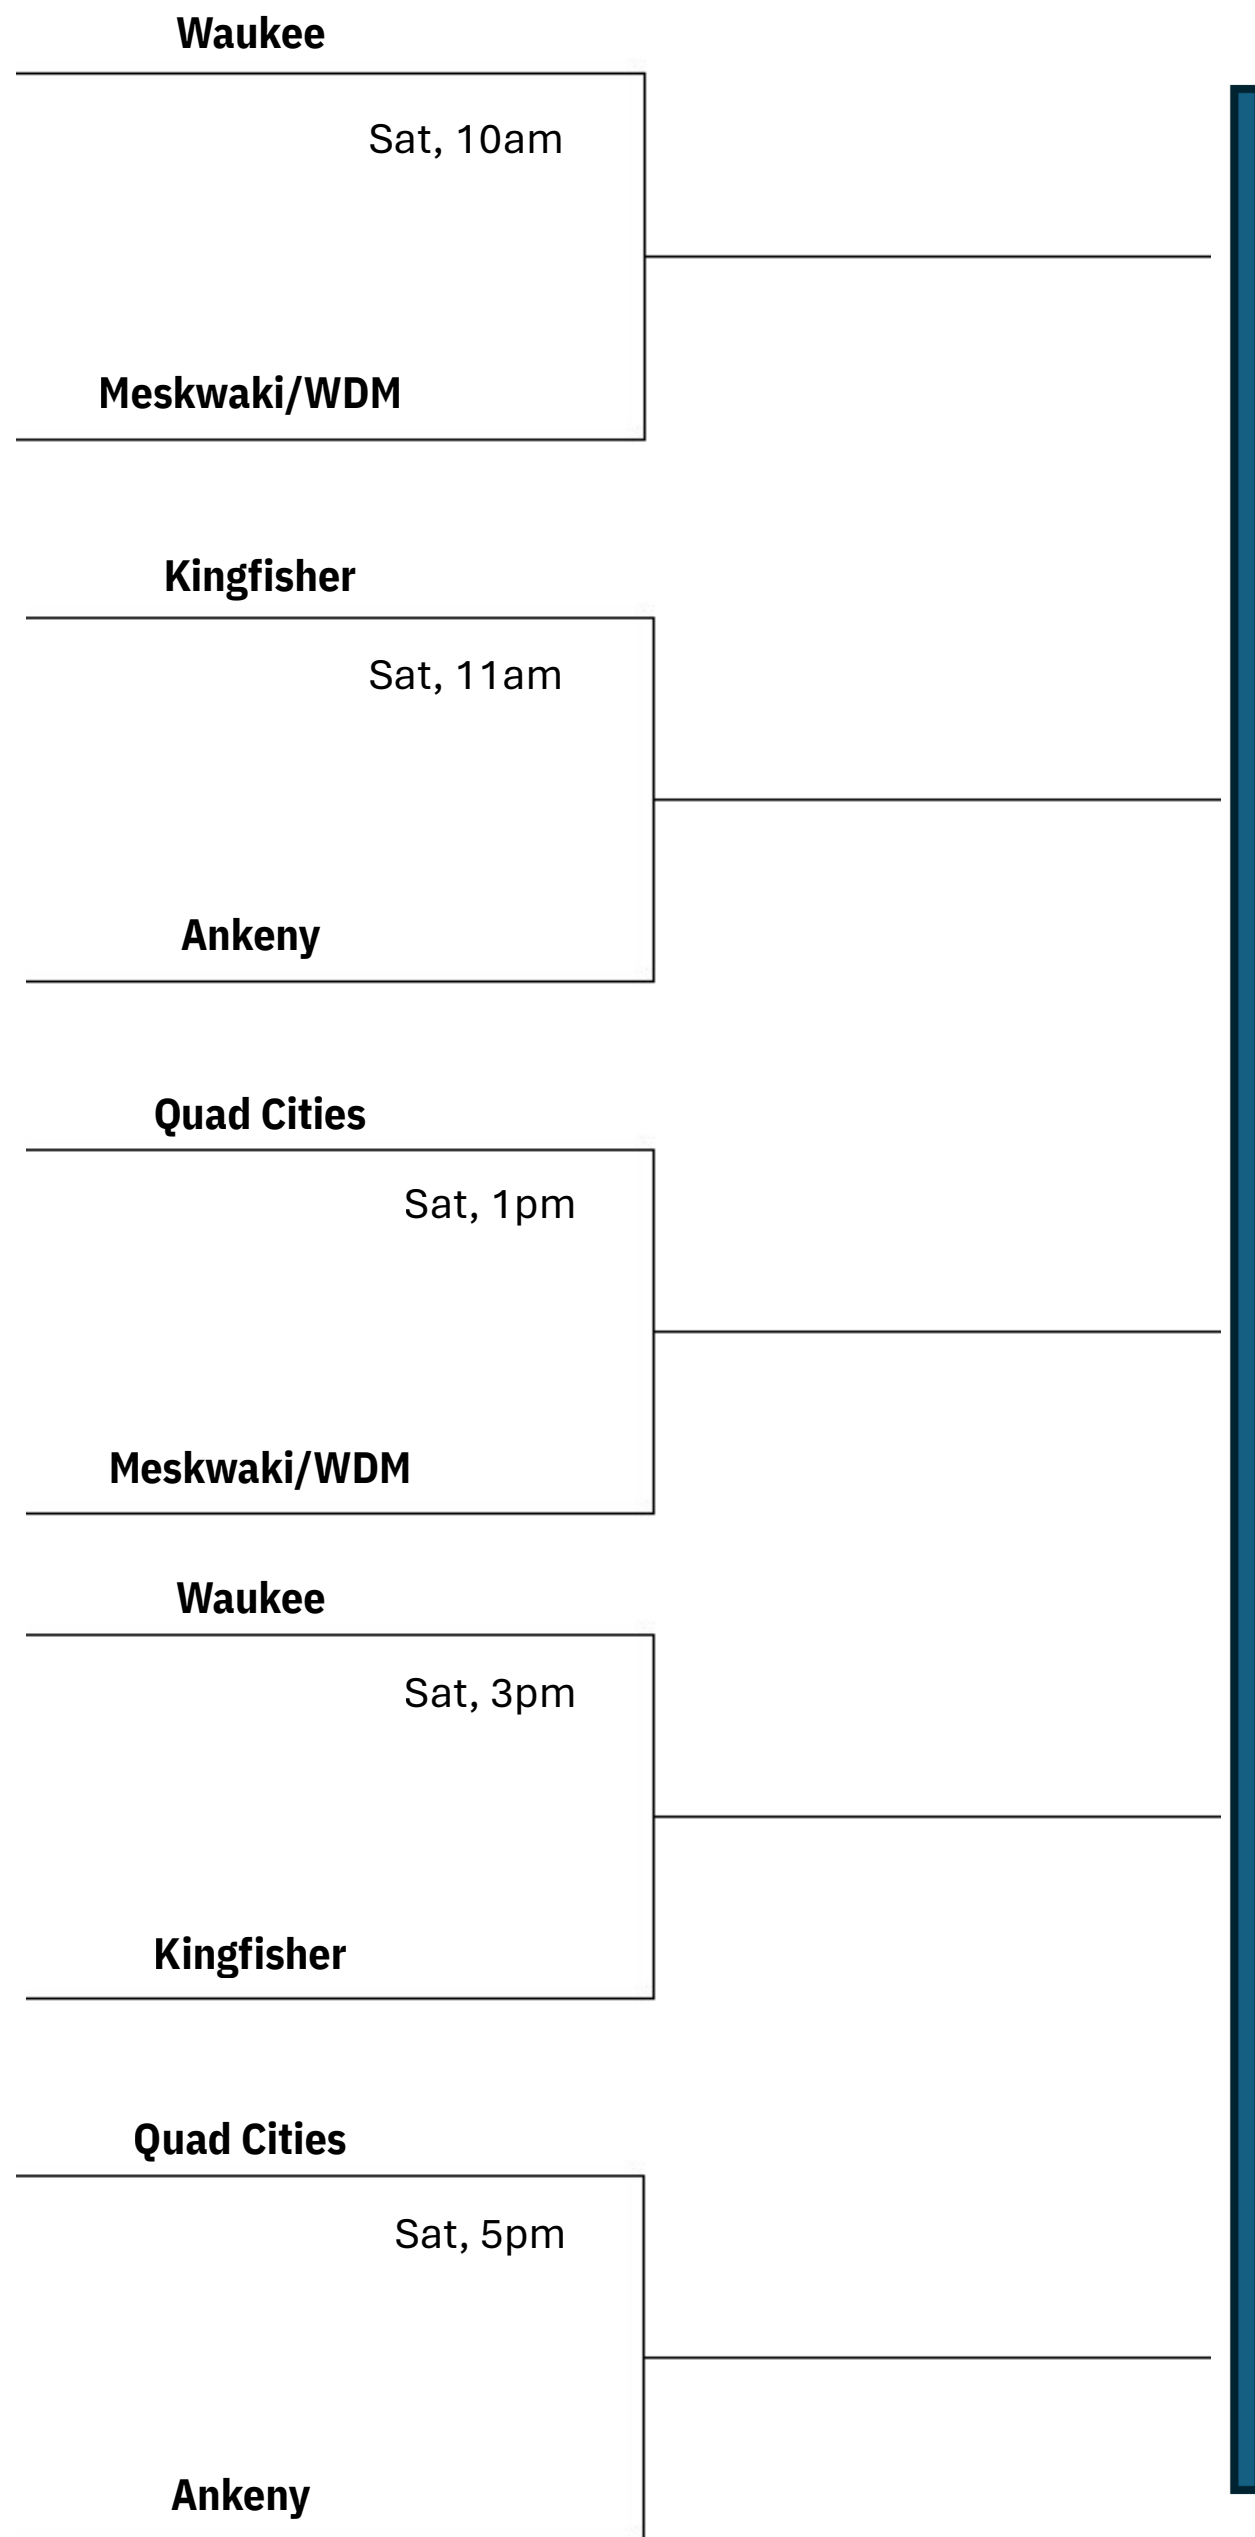 Waukee
Sat, 10am
Meskwaki/WDM
Kingfisher
Sat, 11am
Ankeny
Quad Cities
Sat, 1pm
Meskwaki/WDM
Waukee
Sat, 3pm
Kingfisher
Quad Cities
Sat, 5pm
Ankeny